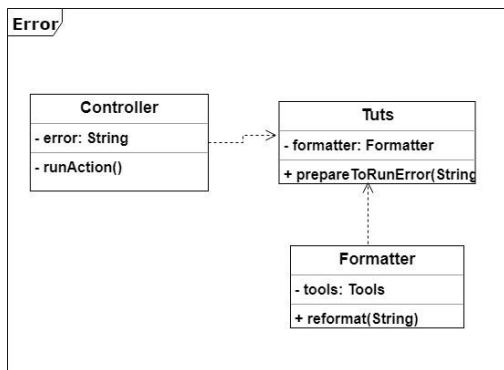 Error
Controller
- error: String
- runAction()
Tuts
- formatter: Formatter
+ prepareToRunError(String
Formatter
- tools: Tools
+ reformat(String)